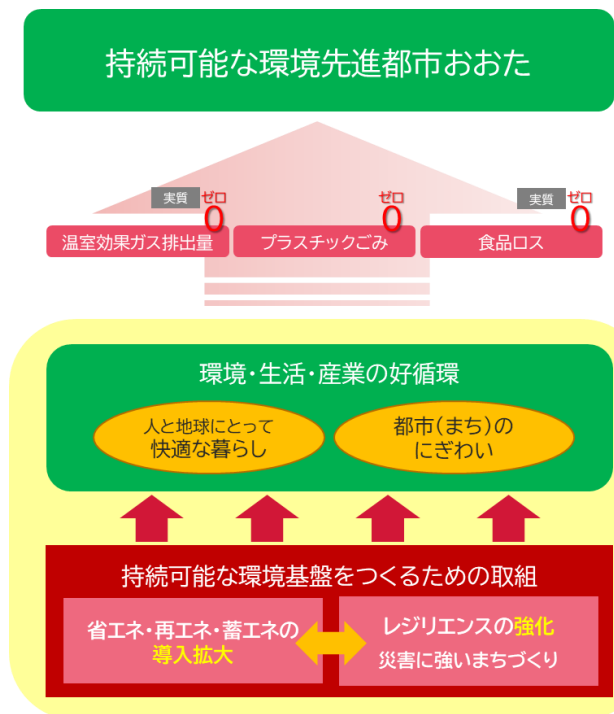 持続可能な環境先進都市おおた
実質 ゼロ
0
温室効果ガス排出量
ゼロ
0
プラスチックごみ
実質 ゼロ
0
食品ロス
環境・生活・産業の好循環
人と地球にとって
快適な暮らし
都市(まち)の
にぎわい
持続可能な環境基盤をつくるための取組
省エネ・再エネ・蓄エネの
導入拡大
レジリエンスの強化
災害に強いまちづくり